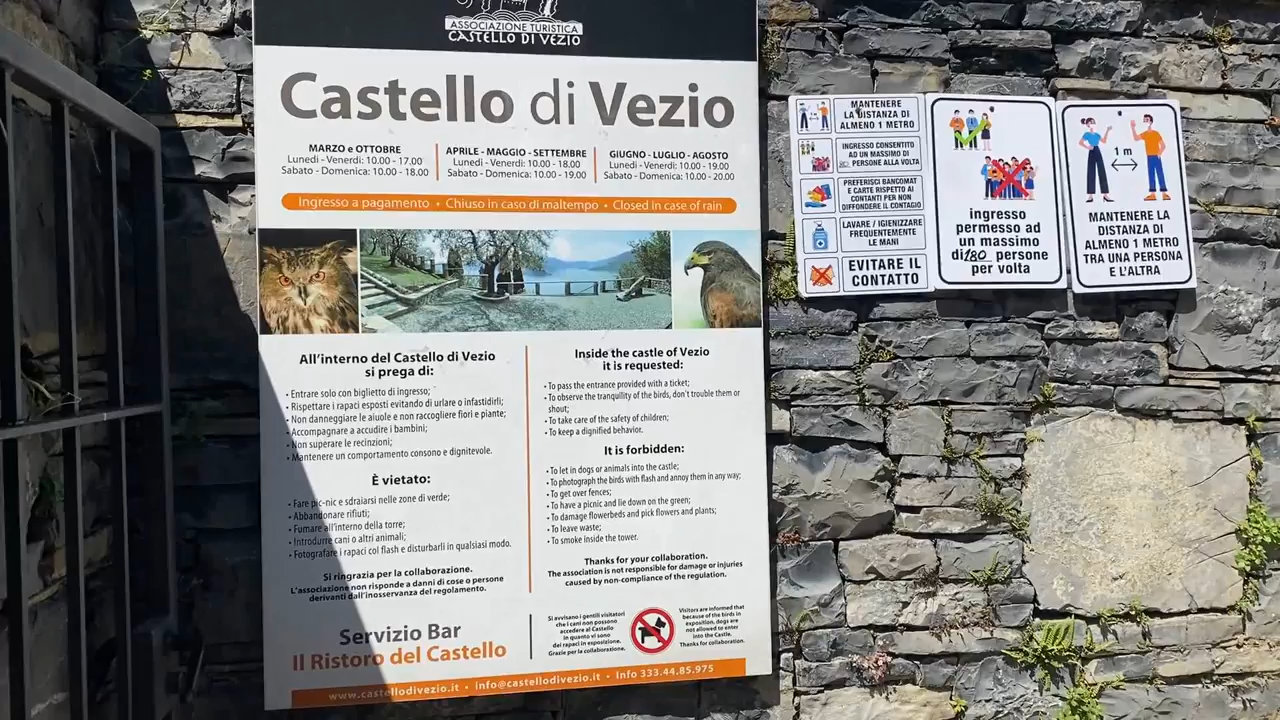 ASSOCIAZIONE TURISTICA
CASTELLO DI VEZIO
Castello di Vezio
MARZO e OTTOBRE
Lunedi - Venerdi: 10.00 - 17.00
Sabato - Domenica: 10.00 - 18.00
APRILE - MAGGIO - SETTEMBRE
Lunedi - Venerdi: 10.00 - 18.00
Sabato - Domenica: 10.00 - 19.00
GIUGNO - LUGLIO - AGOSTO
Lunedi - Venerdi: 10.00 - 19.00
Sabato - Domenica: 10.00 - 20.00
Ingresso a pagamento • Chiuso in caso di maltempo • Closed in case of rain
All'interno del Castello di Vezio
si prega di:
• Entrare solo con biglietto di ingresso;
• Rispettare i rapaci esposti evitando di urlare o infastidirli;
• Non danneggiare le aiuole e non raccogliere fiori e piante;
• Accompagnare a accudire i bambini;
• Non superare le recinzioni;
• Mantenere un comportamento consono e dignitevole.
È vietato:
• Fare pic-nic e sdraiarsi nelle zone di verde;
• Abbandonare rifiuti;
• Fumare all'interno della torre;
• Introdurre cani o altri animali;
• Fotografare i rapaci col flash e disturbarli in qualsiasi modo.
Si ringrazia per la collaborazione.
L'associazione non risponde a danni di cose o persone
derivanti dall'inosservanza del regolamento.
Inside the castle of Vezio
it is requested:
• To pass the entrance provided with a ticket;
• To observe the tranquility of the birds, don't trouble them or
shout;
• To take care of the safety of children;
• To keep a dignified behavior.
It is forbidden:
• To let in dogs or animals into the castle;
• To photograph the birds with flash and annoy them in any way;
• To get over fences;
• To have a picnic and lie down on the green;
• To damage flowerbeds and pick flowers and plants;
• To leave waste;
• To smoke inside the tower.
Thanks for your collaboration.
The association is not responsible for damage or injuries
caused by non-compliance of the regulation.
Servizio Bar
Il Ristoro del Castello
Si avvisano i gentili visitatori
che i cani non possono
accedere al Castello
in quanto vi sono
dei rapaci in esposizione.
Grazie per la collaborazione.
Visitors are informed that
because of the birds in
exposition, dogs are
not allowed to enter
into the Castle.
Thanks for collaboration.
www.castellodivezio.it • info@castellodivezio.it • Info 333.44.85.975
MANTENERE
LA DISTANZA DI
ALMENO 1 METRO
INGRESSO CONSENTITO
AD UN MASSIMO DI
PERSONE ALLA VOLTA
PREFERISCI BANCOMAT
E CARTE RISPETTO AI
CONTANTI PER NON
DIFFONDERE IL CONTAGIO
LAVARE / IGIENIZZARE
FREQUENTEMENTE
LE MANI
EVITARE IL
CONTATTO
ingresso
permesso ad
un massimo
di 180 persone
per volta
1 m
MANTENERE LA
DISTANZA DI
ALMENO 1 METRO
TRA UNA PERSONA
E L'ALTRA